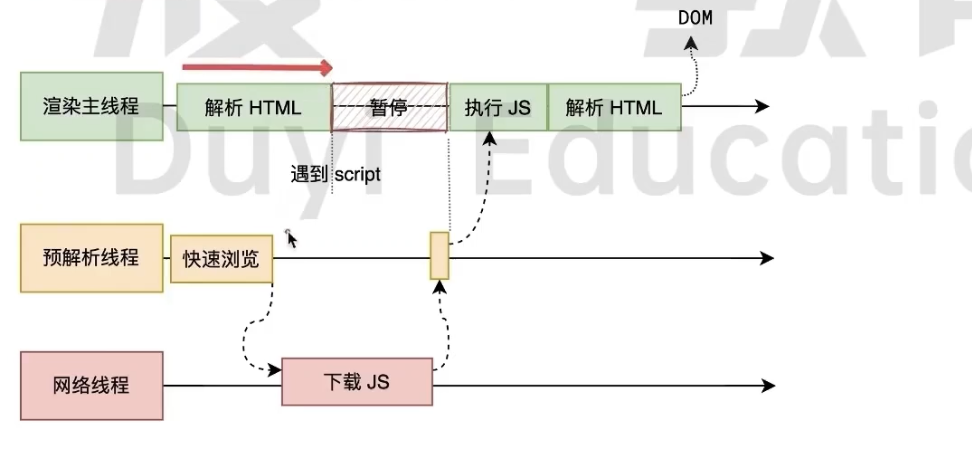 DOM
渲染主线程
解析 HTML
暂停
执行 JS
解析 HTML
Duyi Educatio
遇到 script
预解析线程
快速浏览
网络线程
下载 JS